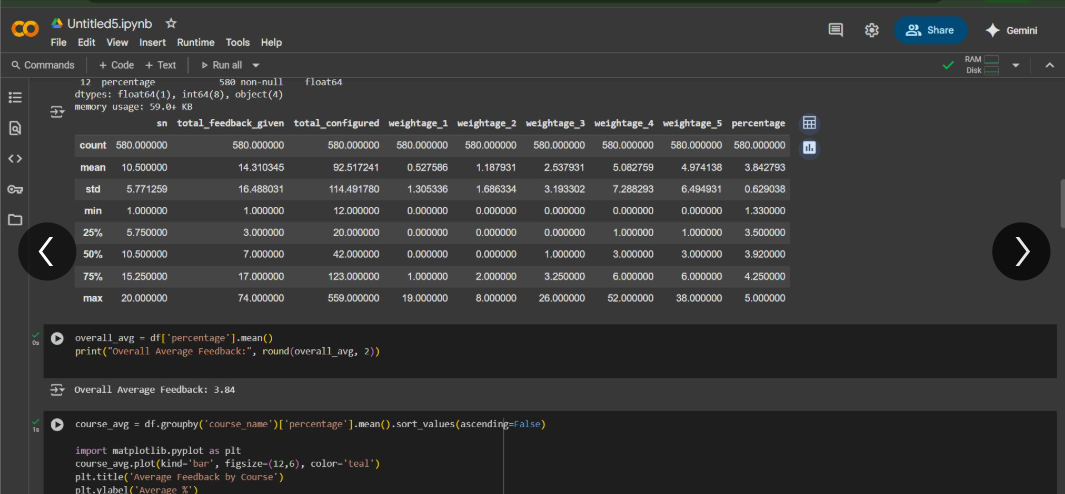 Untitled5.ipynb
File Edit View Insert Runtime Tools Help
Share
Gemini
Commands + Code + Text Run all
RAM
Disk
12 percentage 580 non-null float64
dtypes: float64(1), int64(8), object(4)
memory usage: 59.0+ KB
sn total_feedback_given total_configured weightage_1 weightage_2 weightage_3 weightage_4 weightage_5 percentage
count 580.000000 580.000000 580.000000 580.000000 580.000000 580.000000 580.000000 580.000000 580.000000
mean 10.500000 14.310345 92.517241 0.527586 1.187931 2.537931 5.082759 4.974138 3.842793
std 5.771259 16.488031 114.491780 1.305336 1.686334 3.193302 7.288293 6.494931 0.629038
min 1.000000 1.000000 12.000000 0.000000 0.000000 0.000000 0.000000 0.000000 1.330000
25% 5.750000 3.000000 20.000000 0.000000 0.000000 0.000000 1.000000 1.000000 3.500000
50% 10.500000 7.000000 42.000000 0.000000 0.000000 1.000000 3.000000 3.000000 3.920000
75% 15.250000 17.000000 123.000000 1.000000 2.000000 3.250000 6.000000 6.000000 4.250000
max 20.000000 74.000000 559.000000 19.000000 8.000000 26.000000 52.000000 38.000000 5.000000
0s
overall_avg = df['percentage'].mean()
print("Overall Average Feedback:", round(overall_avg, 2))
Overall Average Feedback: 3.84
1s
course_avg = df.groupby('course_name')['percentage'].mean().sort_values(ascending=False)
import matplotlib.pyplot as plt
course_avg.plot(kind='bar', figsize=(12,6), color='teal')
plt.title('Average Feedback by Course')
plt.ylabel('Average %')